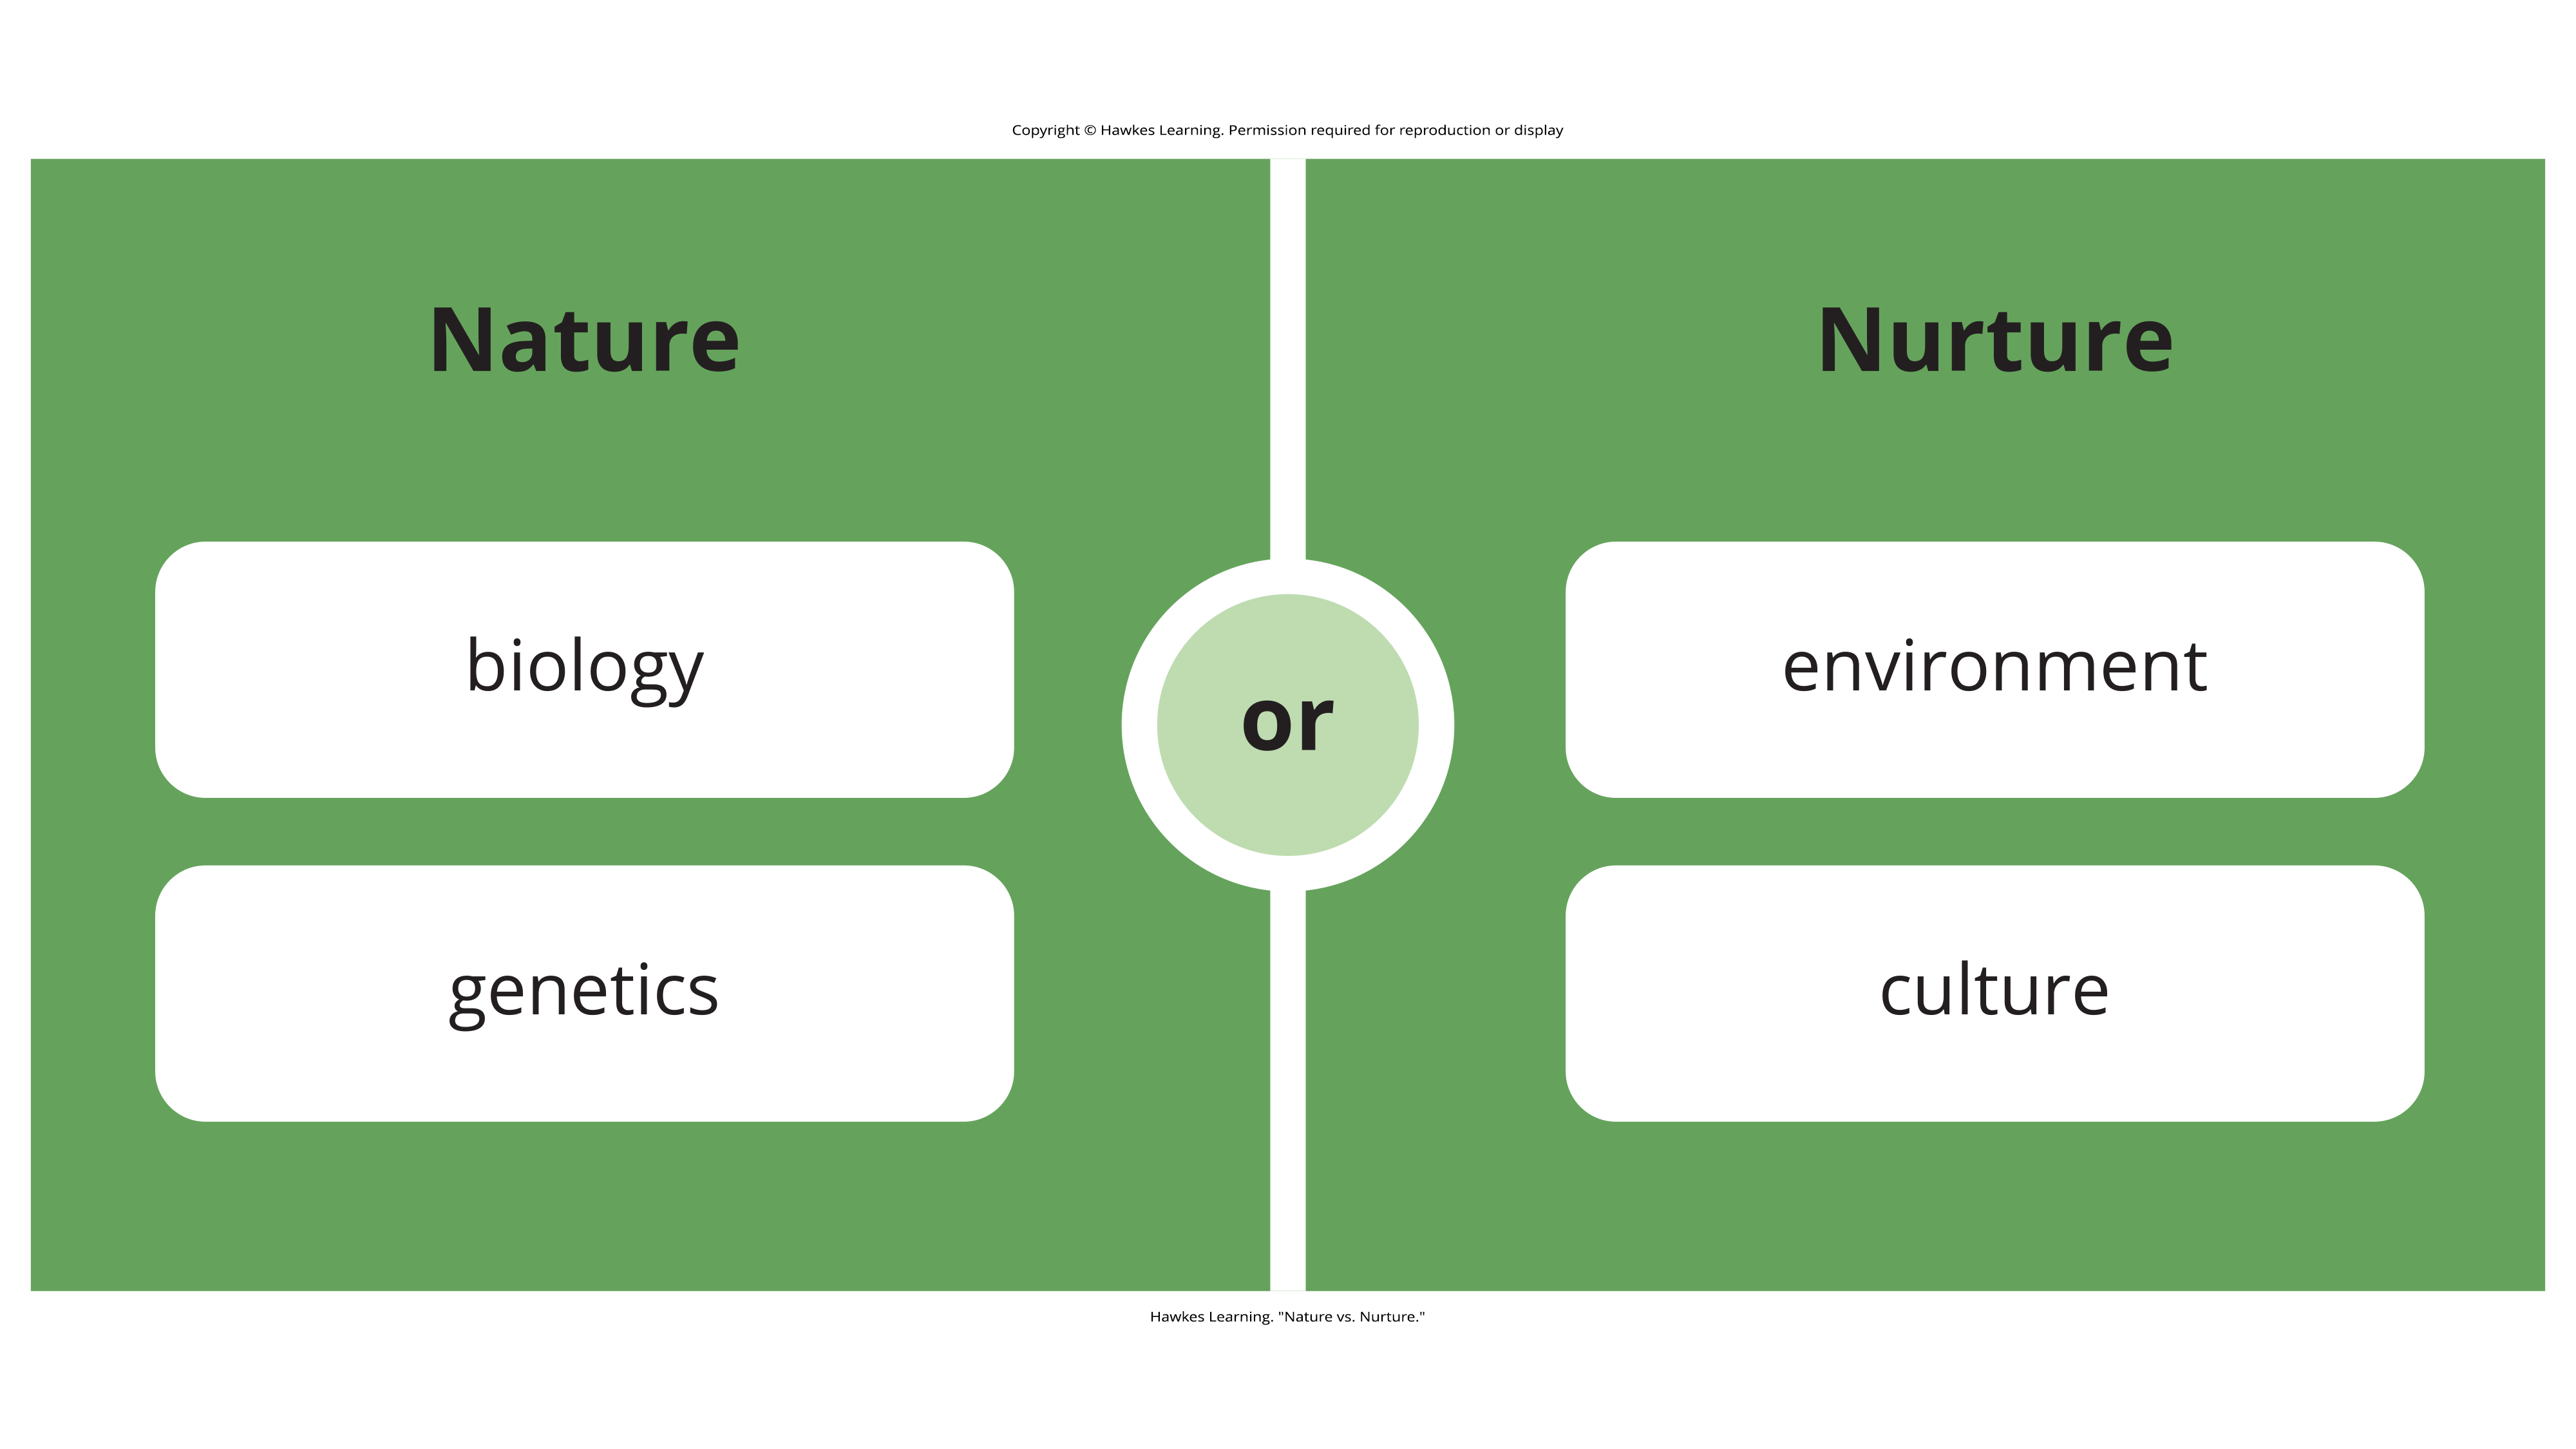 Copyright © Hawkes Learning. Permission required for reproduction or display
Nature
biology
genetics
or
Nurture
environment
culture
Hawkes Learning. "Nature vs. Nurture."